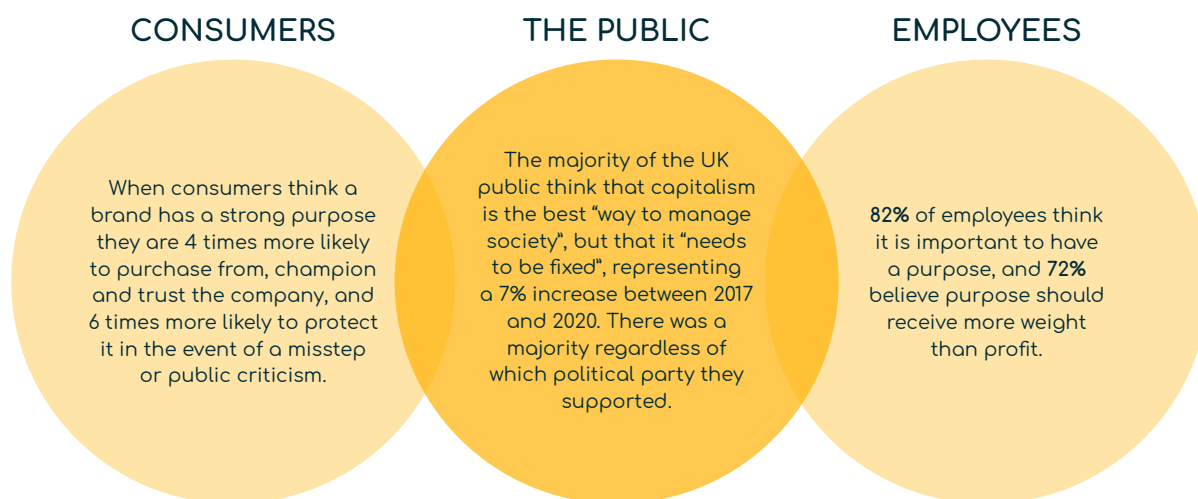 CONSUMERS
When consumers think a
brand has a strong purpose
they are 4 times more likely
to purchase from, champion
and trust the company, and
6 times more likely to protect
it in the event of a misstep
or public criticism.
THE PUBLIC
The majority of the UK
public think that capitalism
is the best “way to manage
society”, but that it “needs
to be fixed”, representing
a 7% increase between 2017
and 2020. There was a
majority regardless of
which political party they
supported.
EMPLOYEES
82% of employees think
it is important to have
a purpose, and 72%
believe purpose should
receive more weight
than profit.